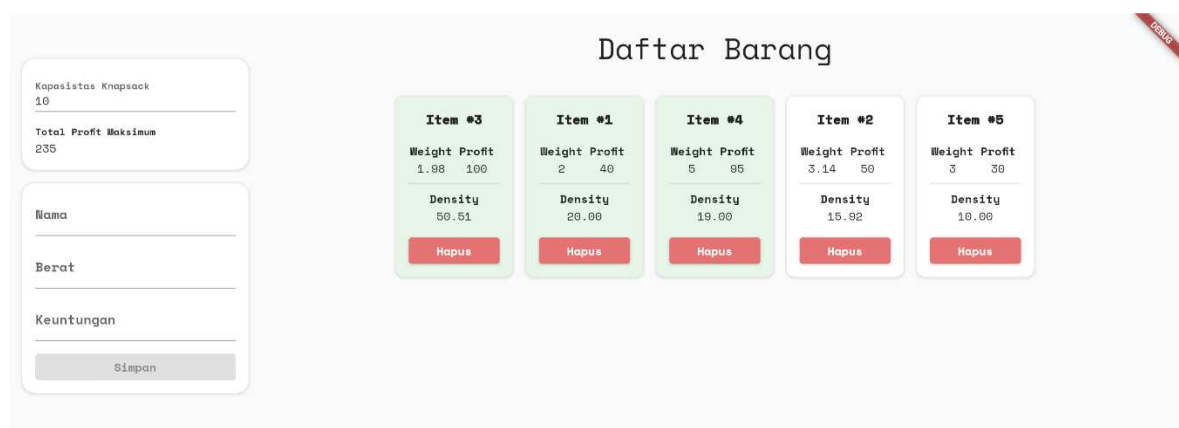 DEBUG
Daftar Barang
Kapasistas Knapsack
10
Total Profit Maksimum
235
Nama
Berat
Keuntungan
Simpan
Item #3
Weight Profit
1.98 100
Density
50.51
Hapus
Item #1
Weight Profit
2 40
Density
20.00
Hapus
Item #4
Weight Profit
5 95
Density
19.00
Hapus
Item #2
Weight Profit
3.14 50
Density
15.92
Hapus
Item #5
Weight Profit
3 30
Density
10.00
Hapus